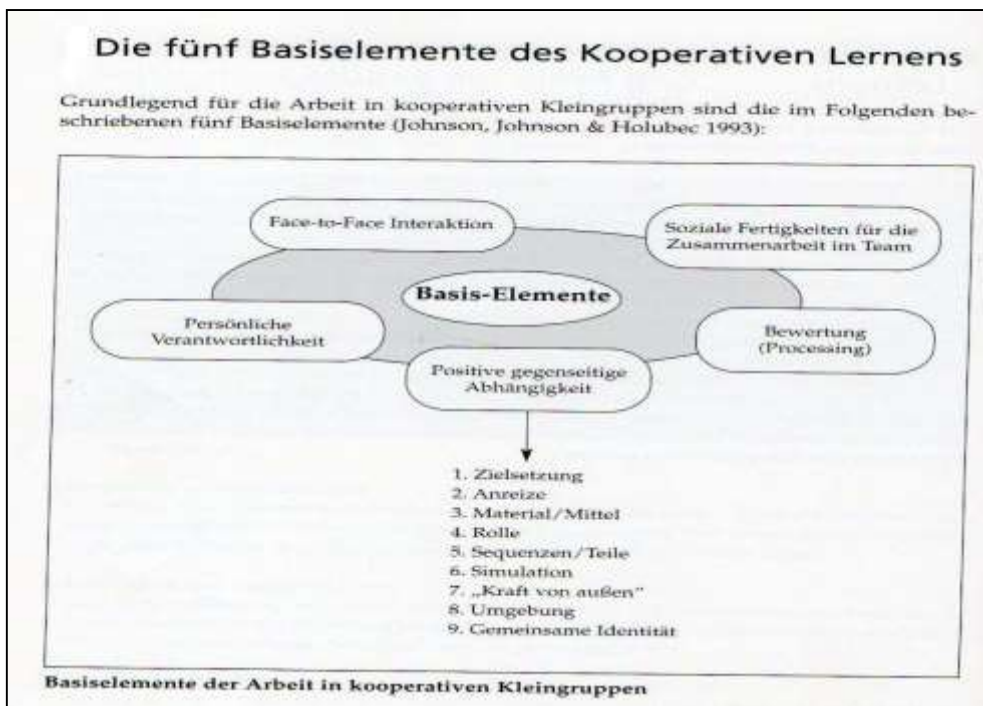 Die fünf Basiselemente des Kooperativen Lernens
Grundlegend für die Arbeit in kooperativen Kleingruppen sind die im Folgenden be-
schriebenen fünf Basiselemente (Johnson, Johnson & Holubec 1993):
Face-to-Face Interaktion
Soziale Fertigkeiten für die
Zusammenarbeit im Team
Basis-Elemente
Persönliche
Verantwortlichkeit
Bewertung
(Processing)
Positive gegenseitige
Abhängigkeit
1. Zielsetzung
2. Anreize
3. Material/Mittel
4. Rolle
5. Sequenzen/Teile
6. Simulation
7. „Kraft von außen"
8. Umgebung
9. Gemeinsame Identität
Basiselemente der Arbeit in kooperativen Kleingruppen